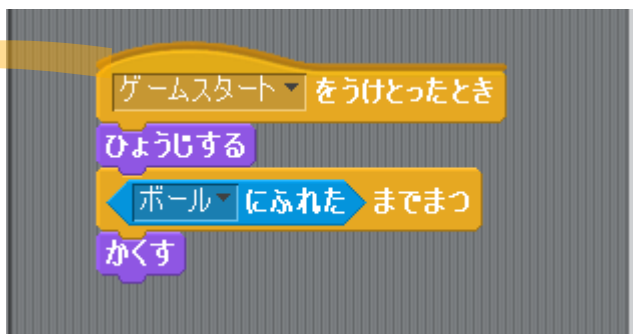 ゲームスタート をうけとったとき
ひょうじする
ボール にふれた までまつ
かくす